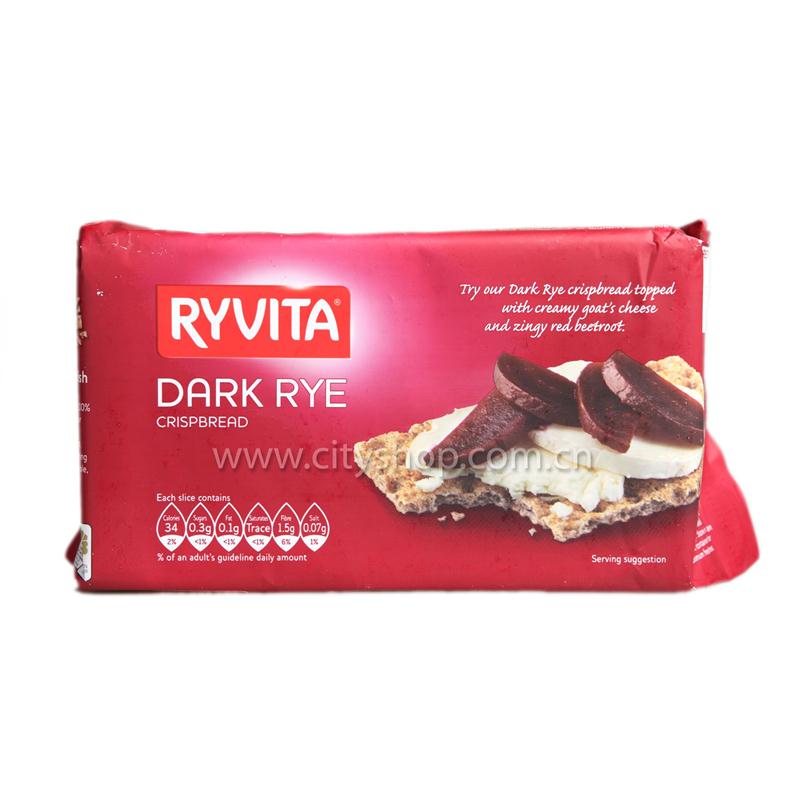 RYVITA®
DARK RYE
CRISPBREAD
Try our Dark Rye crispbread topped
with creamy goat's cheese
and zingy red beetroot.
www.cityshop.com.cn
Each slice contains
Calories Sugars Fat Saturates Fibre Salt
34 0.3g 0.1g Trace 1.5g 0.07g
2% <1% <1% <1% 6% 1%
% of an adult's guideline daily amount
Serving suggestion